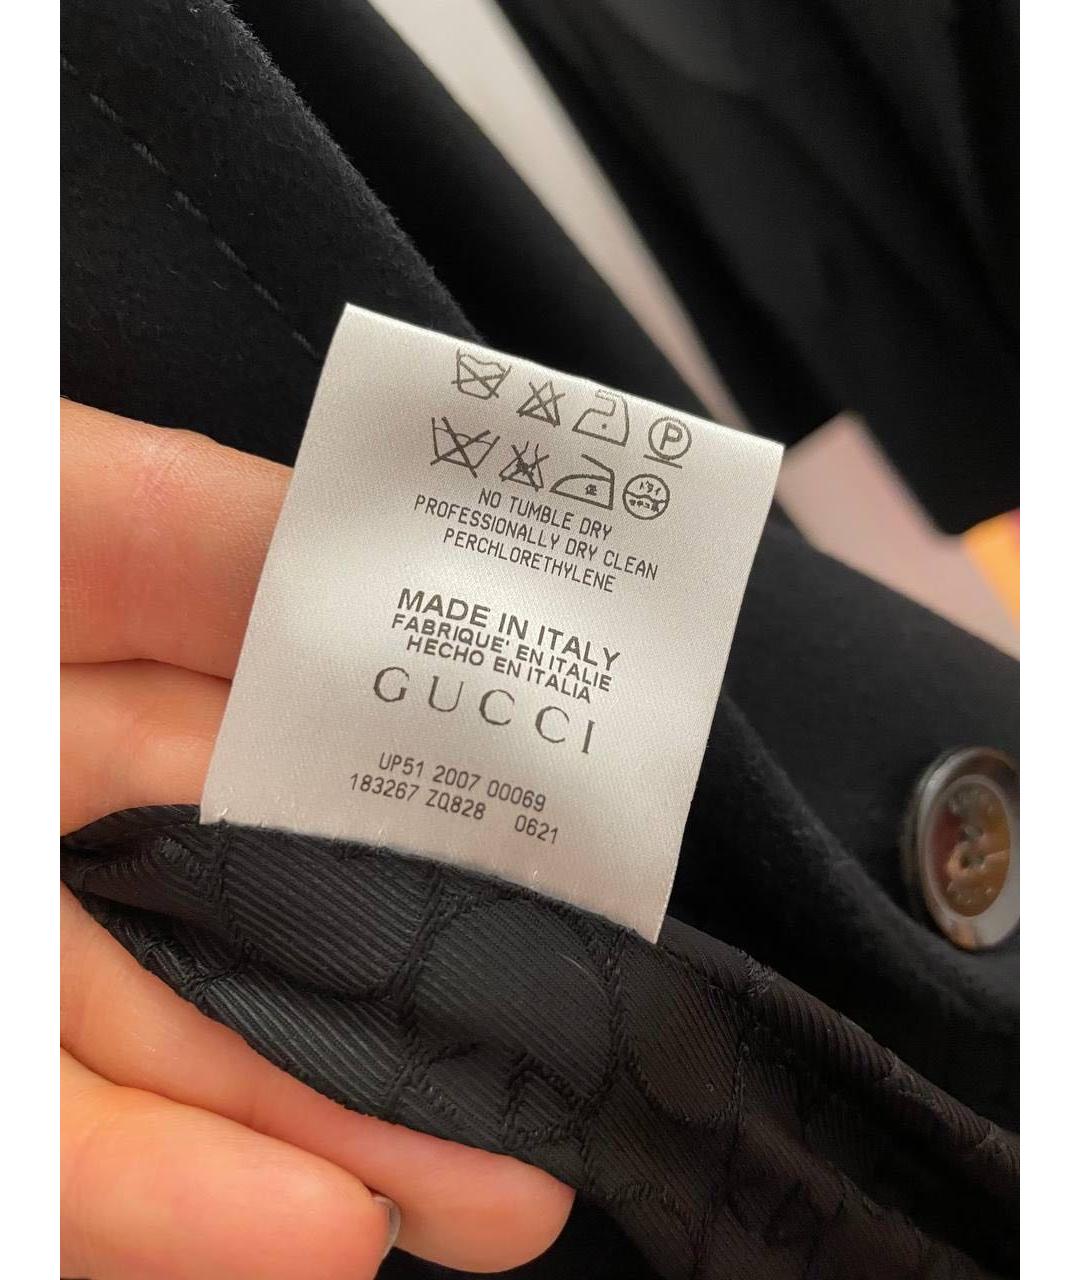 P
NO TUMBLE DRY
PROFESSIONALLY DRY CLEAN
PERCHLORETHYLENE
MADE IN ITALY
FABRIQUE' EN ITALIE
HECHO EN ITALIA
GUCCI
UP51 2007 00069
183267 ZQ828 0621